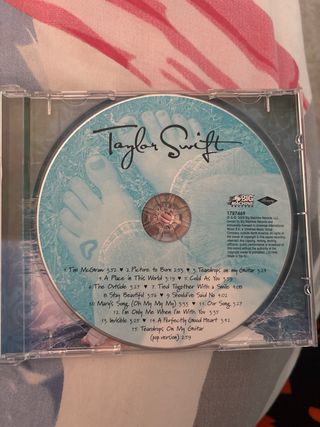 Taylor Swift
BIG
MACHINE
RECORDS
1787469
1. Tim McGraw 3:52 ♥ 2. Picture to Burn 2:53 ♥ 3. Teardrops on my Guitar 3:23
4. A Place in This World 3:19 ♥ 5. Cold As You 3:59
6. The Outside 3:27 ♥ 7. Tied Together With a Smile 4:08
8. Stay Beautiful 3:56 ♥ 9. Should've Said No 4:02
10. Mary's Song (Oh My My My) 3:33 ♥ 11. Our Song 3:21
12. I'm Only Me When I'm With You 3:33
13. Invisible 3:23 ♥ 14. A Perfectly Good Heart 3:42
15. Teardrops On My Guitar
(pop version) 2:59